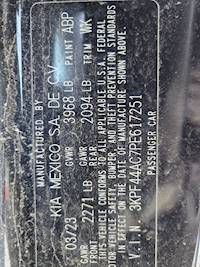 MANUFACTURED BY
KIA MEXICO S.A. DE C.V.
03/23 GVWR 3968 LB PAINT ABP
GAWR FRONT 2271 LB GAWR REAR 2094 LB TRIM WK
THIS VEHICLE CONFORMS TO ALL APPLICABLE U.S.A. FEDERAL
MOTOR VEHICLE SAFETY, BUMPER, AND THEFT PREVENTION STANDARDS
IN EFFECT ON THE DATE OF MANUFACTURE SHOWN ABOVE.
V.I.N. 3KPF44AC7PE617251
PASSENGER CAR